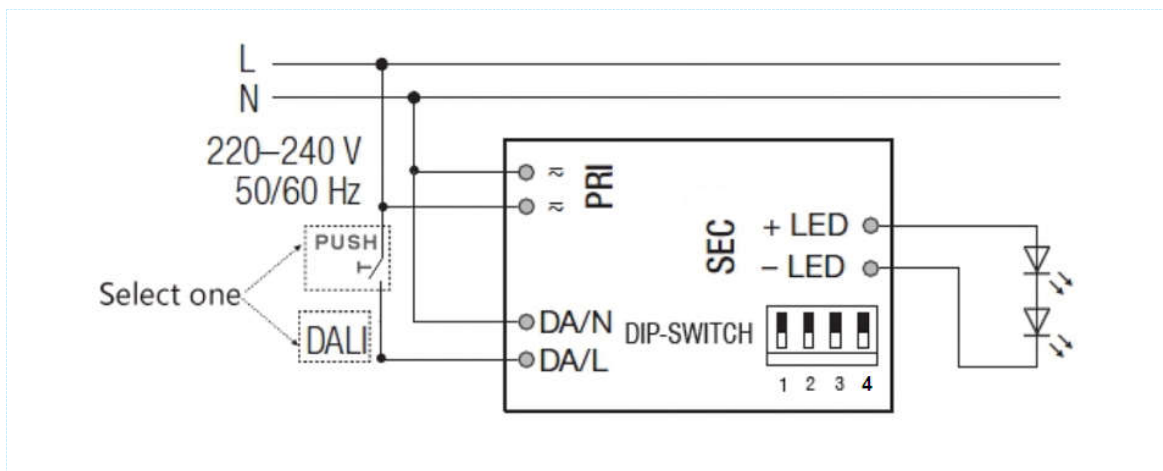 L
N
220–240 V
50/60 Hz
PUSH
Select one
DALI
≂ PRI
≂
SEC
+ LED
– LED
DA/N
DA/L
DIP-SWITCH
1 2 3 4